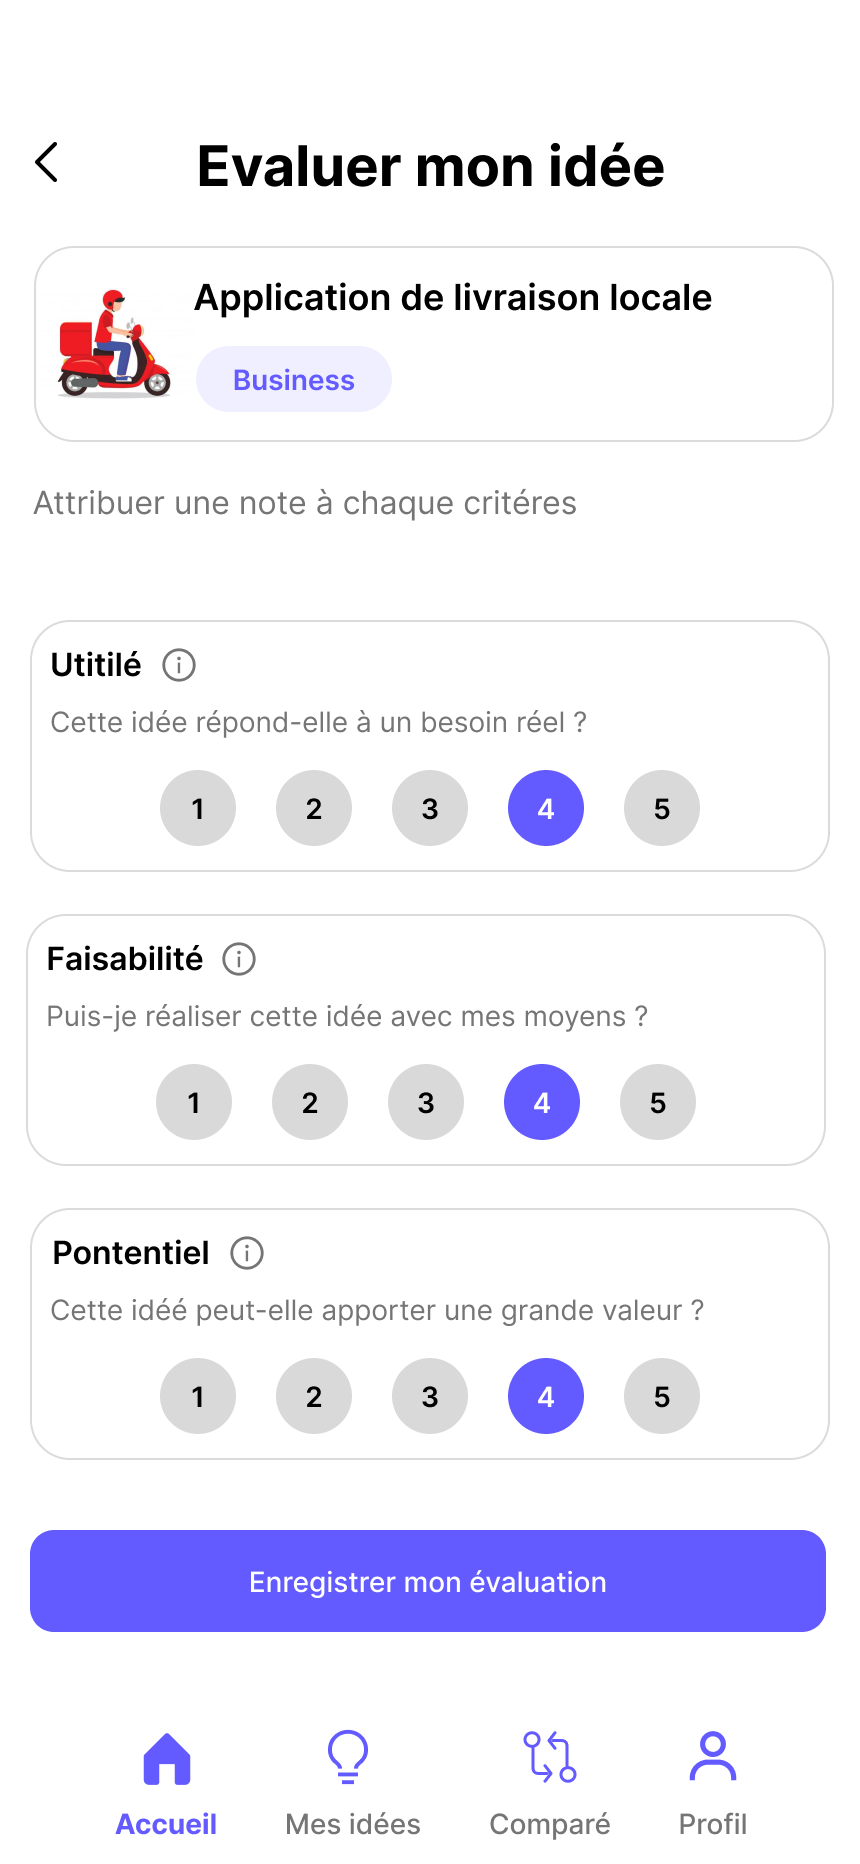 Evaluer mon idée
Application de livraison locale
Business
Attribuer une note à chaque critéres
Utitilé
Cette idée répond-elle à un besoin réel ?
1 2 3 4 5
Faisabilité
Puis-je réaliser cette idée avec mes moyens ?
1 2 3 4 5
Pontentiel
Cette idéé peut-elle apporter une grande valeur ?
1 2 3 4 5
Enregistrer mon évaluation
Accueil Mes idées Comparé Profil